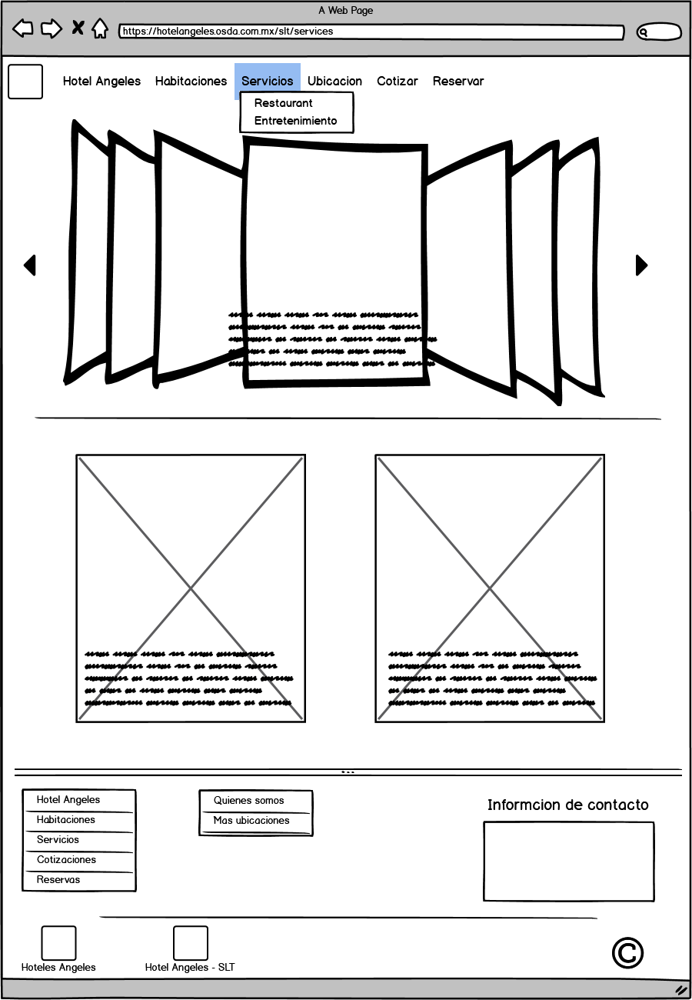 A Web Page
https://hotelangeles.osda.com.mx/slt/services
Hotel Angeles Habitaciones Servicios Ubicacion Cotizar Reservar
Restaurant
Entretenimiento
Hotel Angeles
Habitaciones
Servicios
Cotizaciones
Reservas
Quienes somos
Mas ubicaciones
Informcion de contacto
Hoteles Angeles
Hotel Angeles - SLT
©